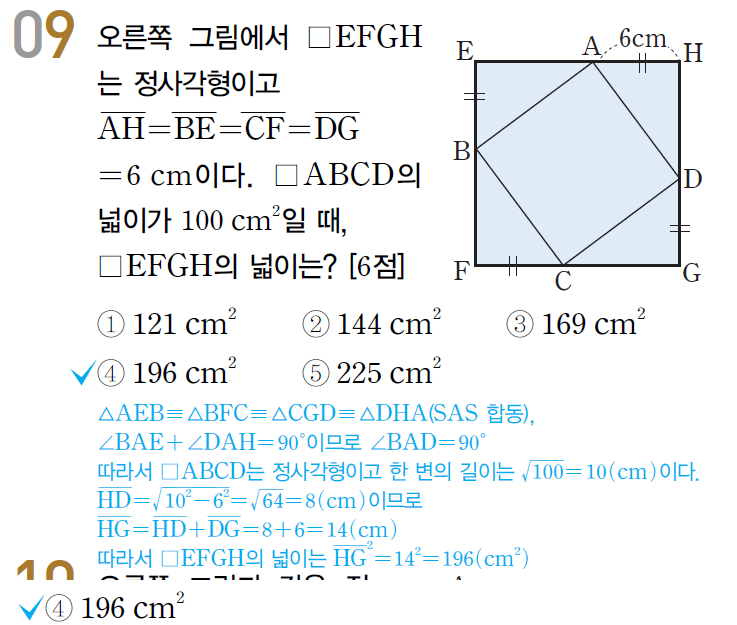 09
오른쪽 그림에서 □EFGH
는 정사각형이고
AH=BE=CF=DG
=6 cm이다. □ABCD의
넓이가 100 cm²일 때,
□EFGH의 넓이는? [6점]
E A 6cm H
B
D
F C G
① 121 cm² ② 144 cm² ③ 169 cm²
④ 196 cm² ⑤ 225 cm²
△AEB≡△BFC≡△CGD≡△DHA(SAS 합동),
∠BAE+∠DAH=90°이므로 ∠BAD=90°
따라서 □ABCD는 정사각형이고 한 변의 길이는 √100=10(cm)이다.
HD=√10²-6²=√64=8(cm)이므로
HG=HD+DG=8+6=14(cm)
따라서 □EFGH의 넓이는 HG²=14²=196(cm²)
④ 196 cm²